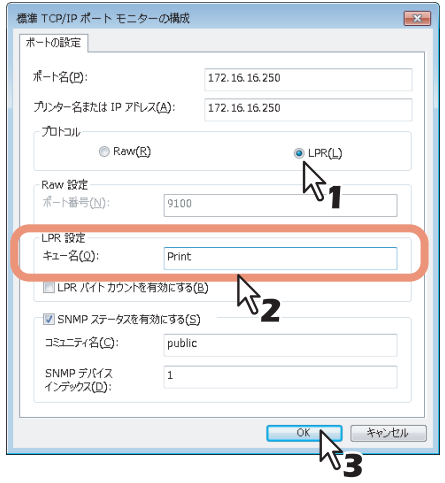 標準 TCP/IP ポート モニターの構成
ポートの設定
ポート名(P):
172.16.16.250
プリンター名または IP アドレス(A):
172.16.16.250
プロトコル
Raw(R)
LPR(L)
1
Raw 設定
ポート番号(N):
9100
LPR 設定
キュー名(Q):
Print
LPR バイト カウントを有効にする(B)
2
SNMP ステータスを有効にする(S)
コミュニティ名(C):
public
SNMP デバイス
インデックス(D):
1
OK
キャンセル
3